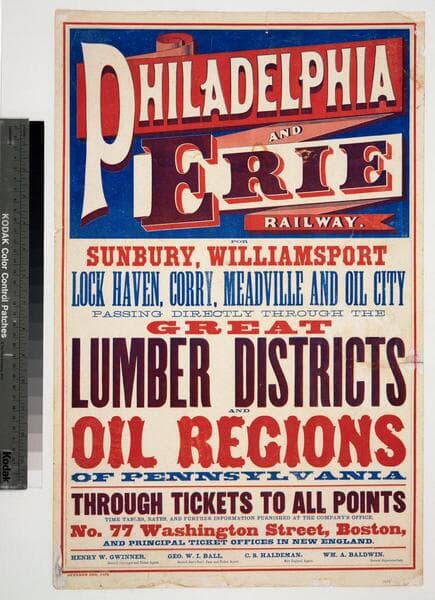 PHILADELPHIA
AND
ERIE
RAILWAY.
FOR
SUNBURY, WILLIAMSPORT
LOCK HAVEN, CORRY, MEADVILLE AND OIL CITY
PASSING DIRECTLY THROUGH THE
GREAT
LUMBER DISTRICTS
AND
OIL REGIONS
OF PENNSYLVANIA
THROUGH TICKETS TO ALL POINTS
TIME TABLES, RATES, AND FURTHER INFORMATION FURNISHED AT THE COMPANY'S OFFICE.
No. 77 Washington Street, Boston,
AND PRINCIPAL TICKET OFFICES IN NEW ENGLAND.
HENRY W. GWINNER, GEO. W. I. BALL, C. S. HALDEMAN. WM. A. BALDWIN,
KODAK Color Control Patches
Kodak